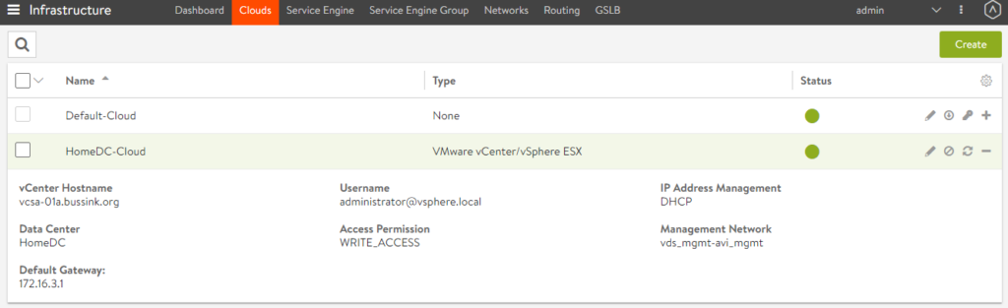 Infrastructure Dashboard Clouds Service Engine Service Engine Group Networks Routing GSLB admin
Create
Name Type Status
Default-Cloud None
HomeDC-Cloud VMware vCenter/vSphere ESX
vCenter Hostname Username IP Address Management
vcsa-01a.bussink.org administrator@vsphere.local DHCP
Data Center Access Permission Management Network
HomeDC WRITE_ACCESS vds_mgmt-avi_mgmt
Default Gateway:
172.16.3.1